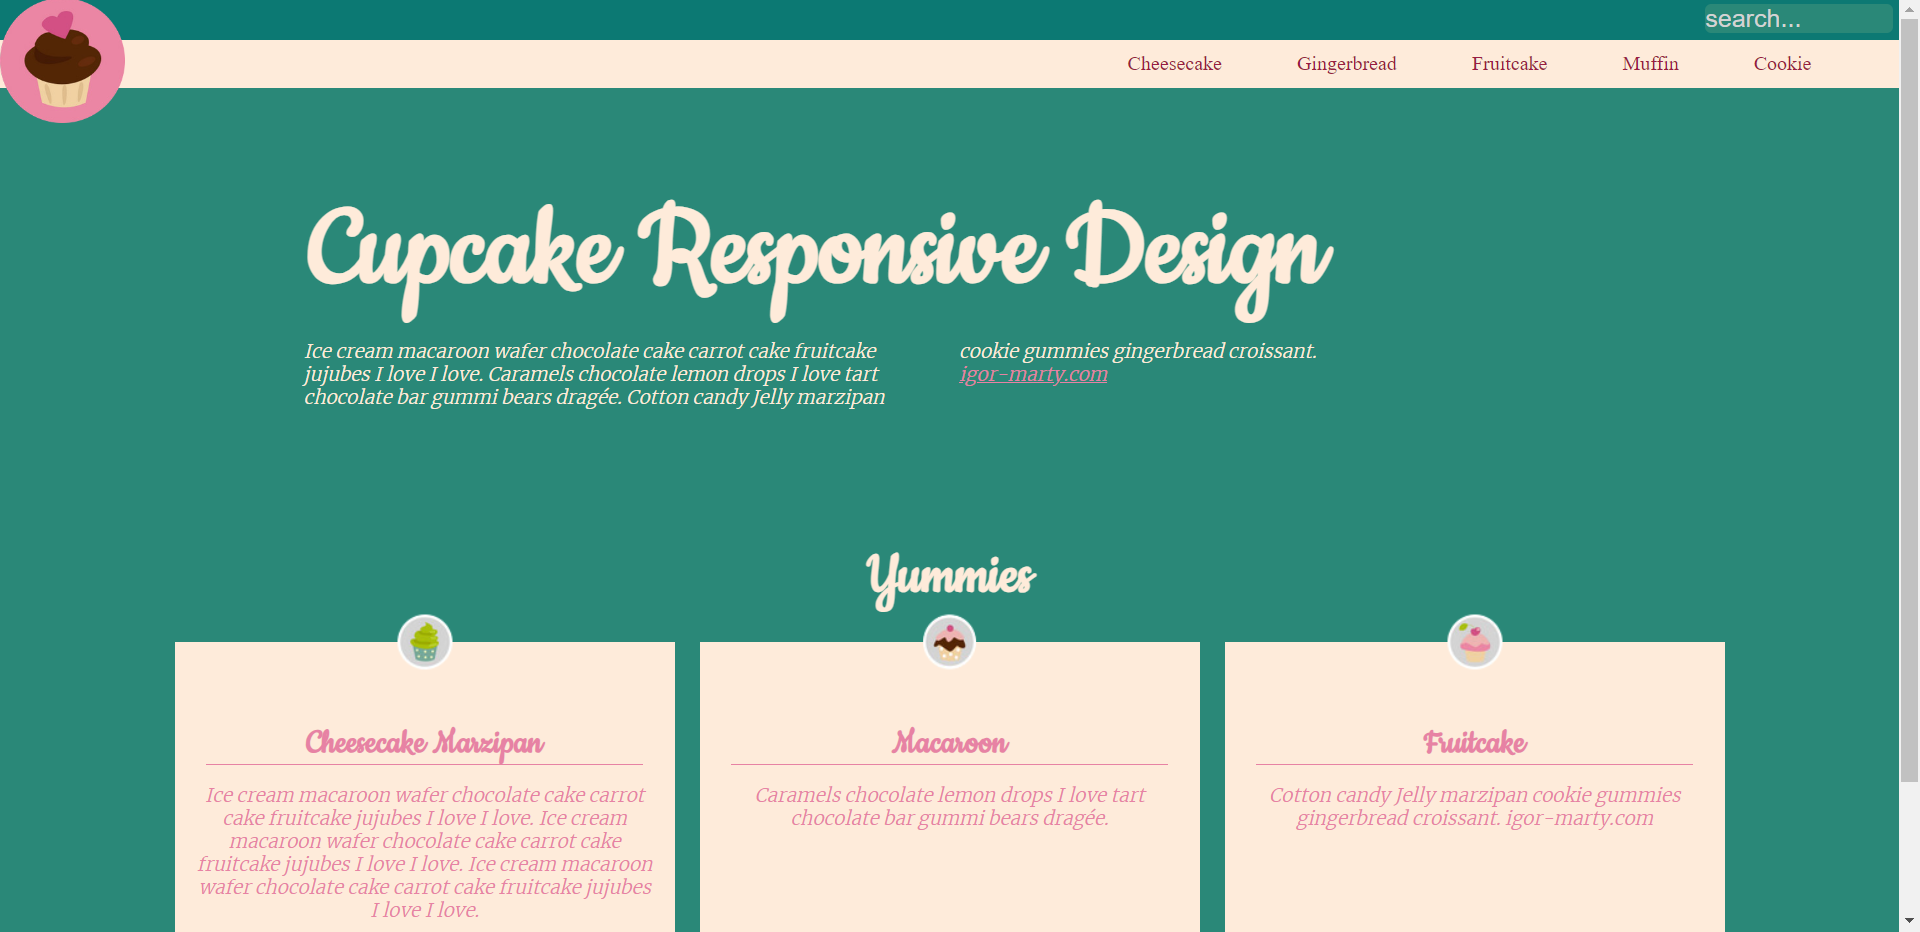 search...
Cheesecake Gingerbread Fruitcake Muffin Cookie
Cupcake Responsive Design
Ice cream macaroon wafer chocolate cake carrot cake fruitcake
jujubes I love I love. Caramels chocolate lemon drops I love tart
chocolate bar gummi bears dragée. Cotton candy Jelly marzipan
cookie gummies gingerbread croissant.
igor-marty.com
Yummies
Cheesecake Marzipan
Ice cream macaroon wafer chocolate cake carrot
cake fruitcake jujubes I love I love. Ice cream
macaroon wafer chocolate cake carrot cake
fruitcake jujubes I love I love. Ice cream macaroon
wafer chocolate cake carrot cake fruitcake jujubes
I love I love.
Macaroon
Caramels chocolate lemon drops I love tart
chocolate bar gummi bears dragée.
Fruitcake
Cotton candy Jelly marzipan cookie gummies
gingerbread croissant. igor-marty.com